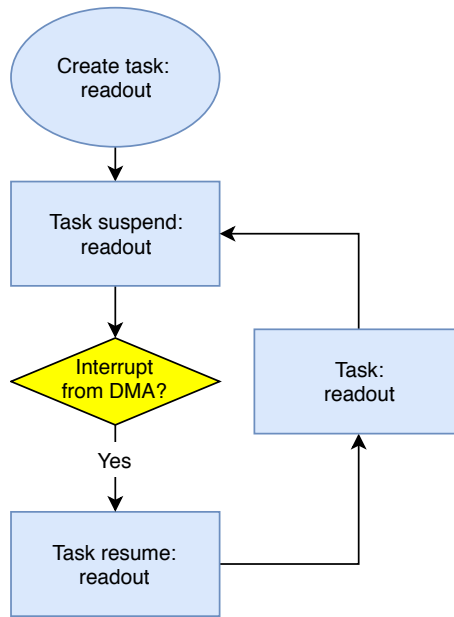 Create task:
readout
Task suspend:
readout
Interrupt
from DMA?
Task:
readout
Yes
Task resume:
readout